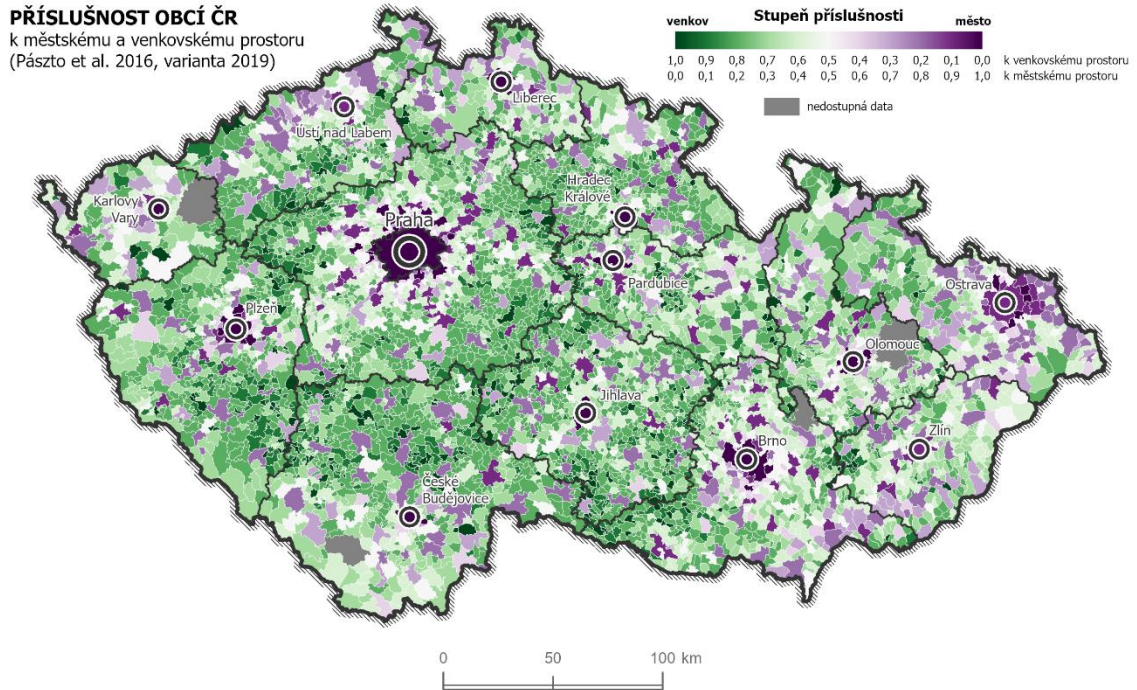 PŘÍSLUŠNOST OBCÍ ČR
k městskému a venkovskému prostoru
(Pászto et al. 2016, varianta 2019)
venkov Stupeň příslušnosti město
1,0 0,9 0,8 0,7 0,6 0,5 0,4 0,3 0,2 0,1 0,0 k venkovskému prostoru
0,0 0,1 0,2 0,3 0,4 0,5 0,6 0,7 0,8 0,9 1,0 k městskému prostoru
nedostupná data
Liberec
Ústí nad Labem
Hradec
Králové
Karlovy
Vary
Praha
Pardubice
Ostrava
Plzeň
Olomouc
Jihlava
Brno
Zlín
České
Budějovice
0 50 100 km